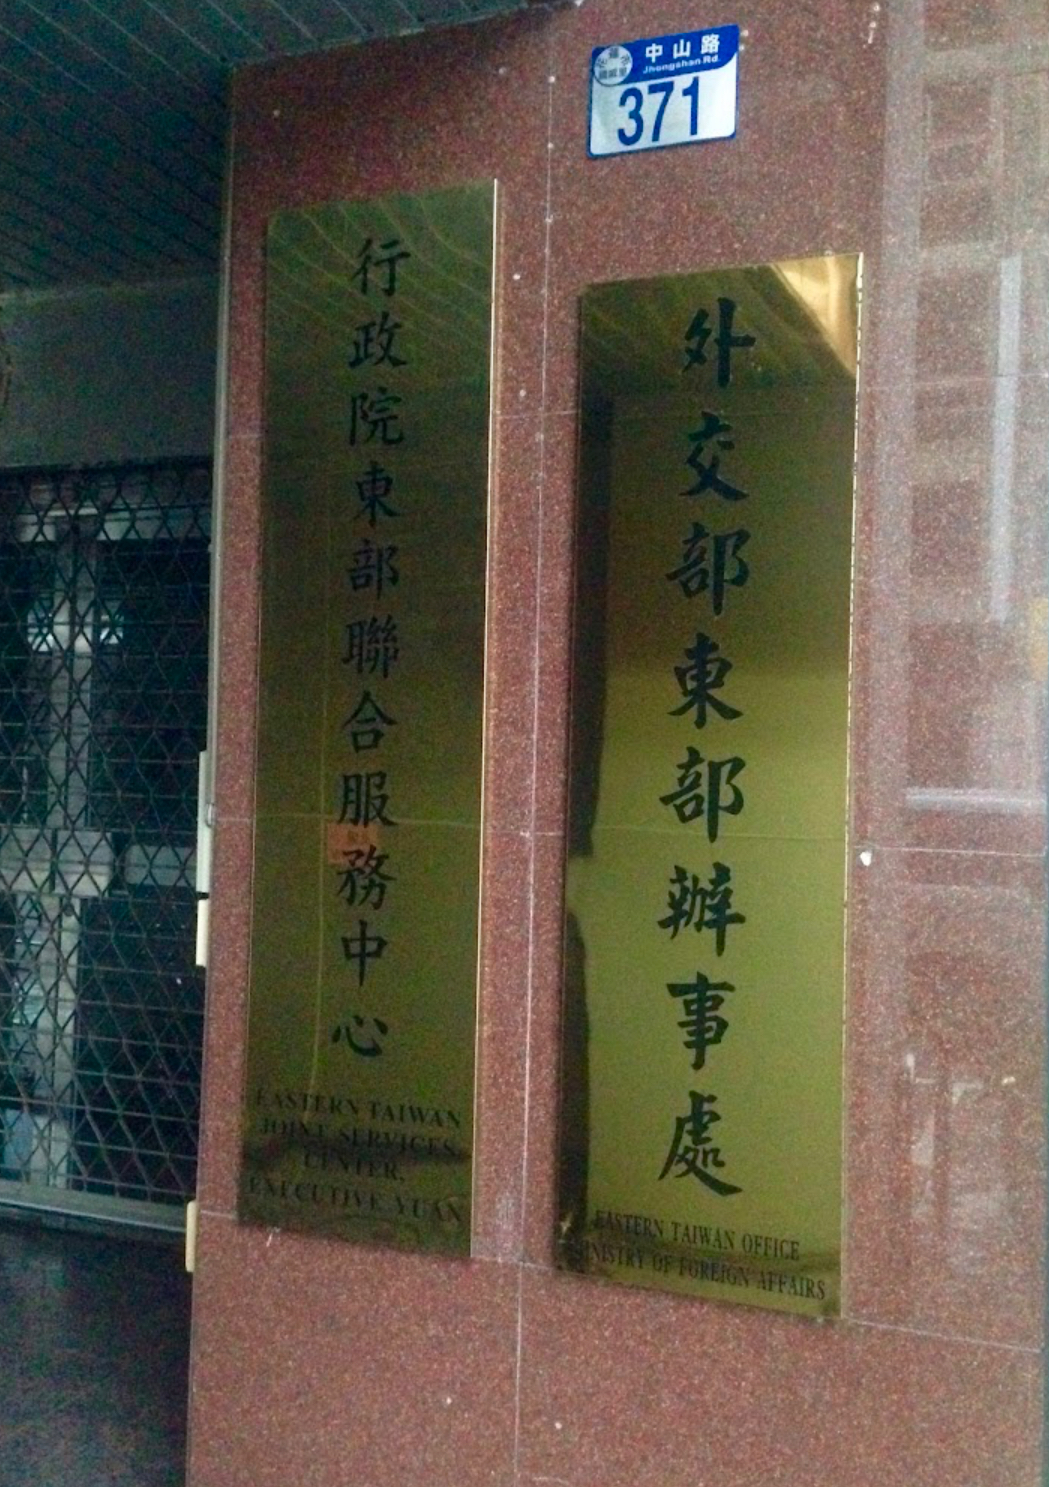 中山路
Jhongshan Rd.
371
行政院東部聯合服務中心
EASTERN TAIWAN
JOINT SERVICES
CENTER,
EXECUTIVE YUAN
外交部東部辦事處
EASTERN TAIWAN OFFICE
MINISTRY OF FOREIGN AFFAIRS